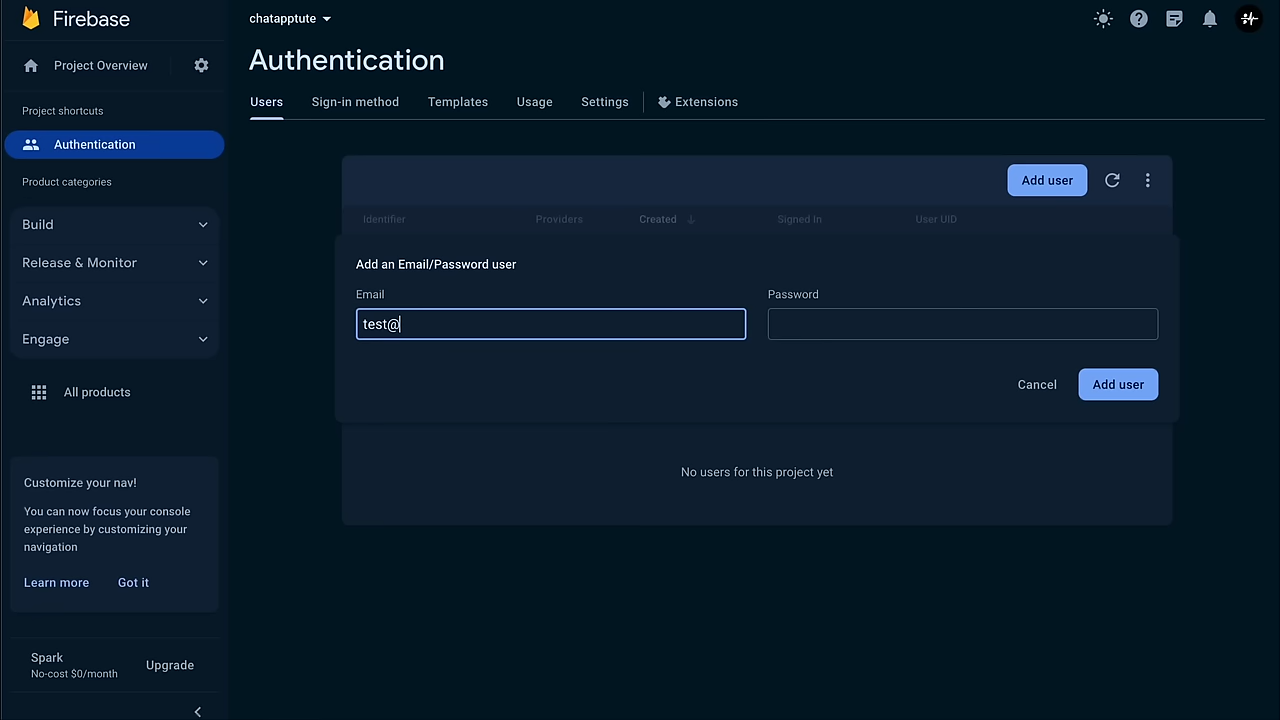 Firebase
chatapptute
Project Overview
Authentication
Users Sign-in method Templates Usage Settings Extensions
Project shortcuts
Authentication
Product categories
Build
Release & Monitor
Analytics
Engage
All products
Customize your nav!
You can now focus your console
experience by customizing your
navigation
Learn more Got it
Spark
No-cost $0/month
Upgrade
Add user
Identifier Providers Created Signed In User UID
Add an Email/Password user
Email Password
test@
Cancel Add user
No users for this project yet